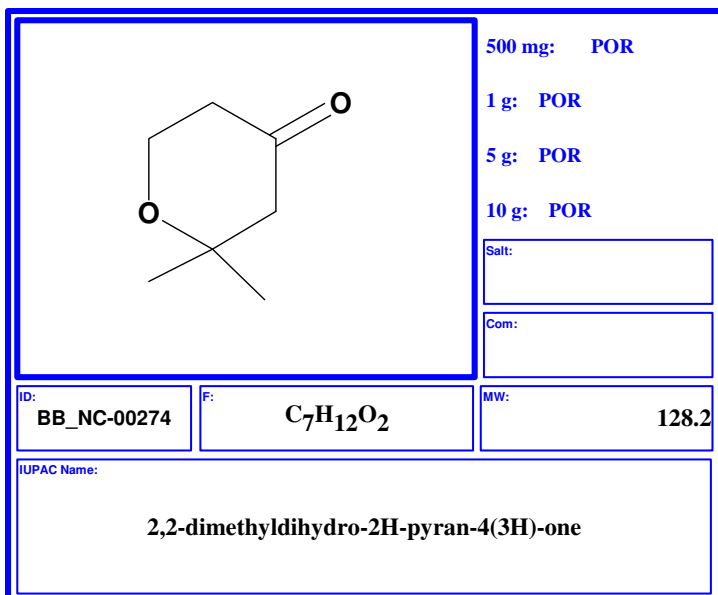 O
O
500 mg: POR
1 g: POR
5 g: POR
10 g: POR
Salt:
Com:
ID:
BB_NC-00274
F:
C7H12O2
MW:
128.2
IUPAC Name:
2,2-dimethyldihydro-2H-pyran-4(3H)-one